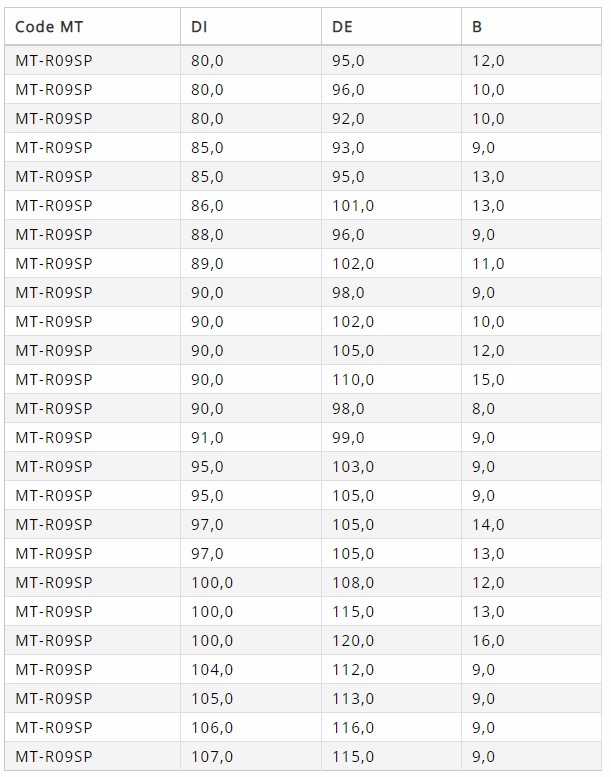 Code MT DI DE B
MT-R09SP 80,0 95,0 12,0
MT-R09SP 80,0 96,0 10,0
MT-R09SP 80,0 92,0 10,0
MT-R09SP 85,0 93,0 9,0
MT-R09SP 85,0 95,0 13,0
MT-R09SP 86,0 101,0 13,0
MT-R09SP 88,0 96,0 9,0
MT-R09SP 89,0 102,0 11,0
MT-R09SP 90,0 98,0 9,0
MT-R09SP 90,0 102,0 10,0
MT-R09SP 90,0 105,0 12,0
MT-R09SP 90,0 110,0 15,0
MT-R09SP 90,0 98,0 8,0
MT-R09SP 91,0 99,0 9,0
MT-R09SP 95,0 103,0 9,0
MT-R09SP 95,0 105,0 9,0
MT-R09SP 97,0 105,0 14,0
MT-R09SP 97,0 105,0 13,0
MT-R09SP 100,0 108,0 12,0
MT-R09SP 100,0 115,0 13,0
MT-R09SP 100,0 120,0 16,0
MT-R09SP 104,0 112,0 9,0
MT-R09SP 105,0 113,0 9,0
MT-R09SP 106,0 116,0 9,0
MT-R09SP 107,0 115,0 9,0